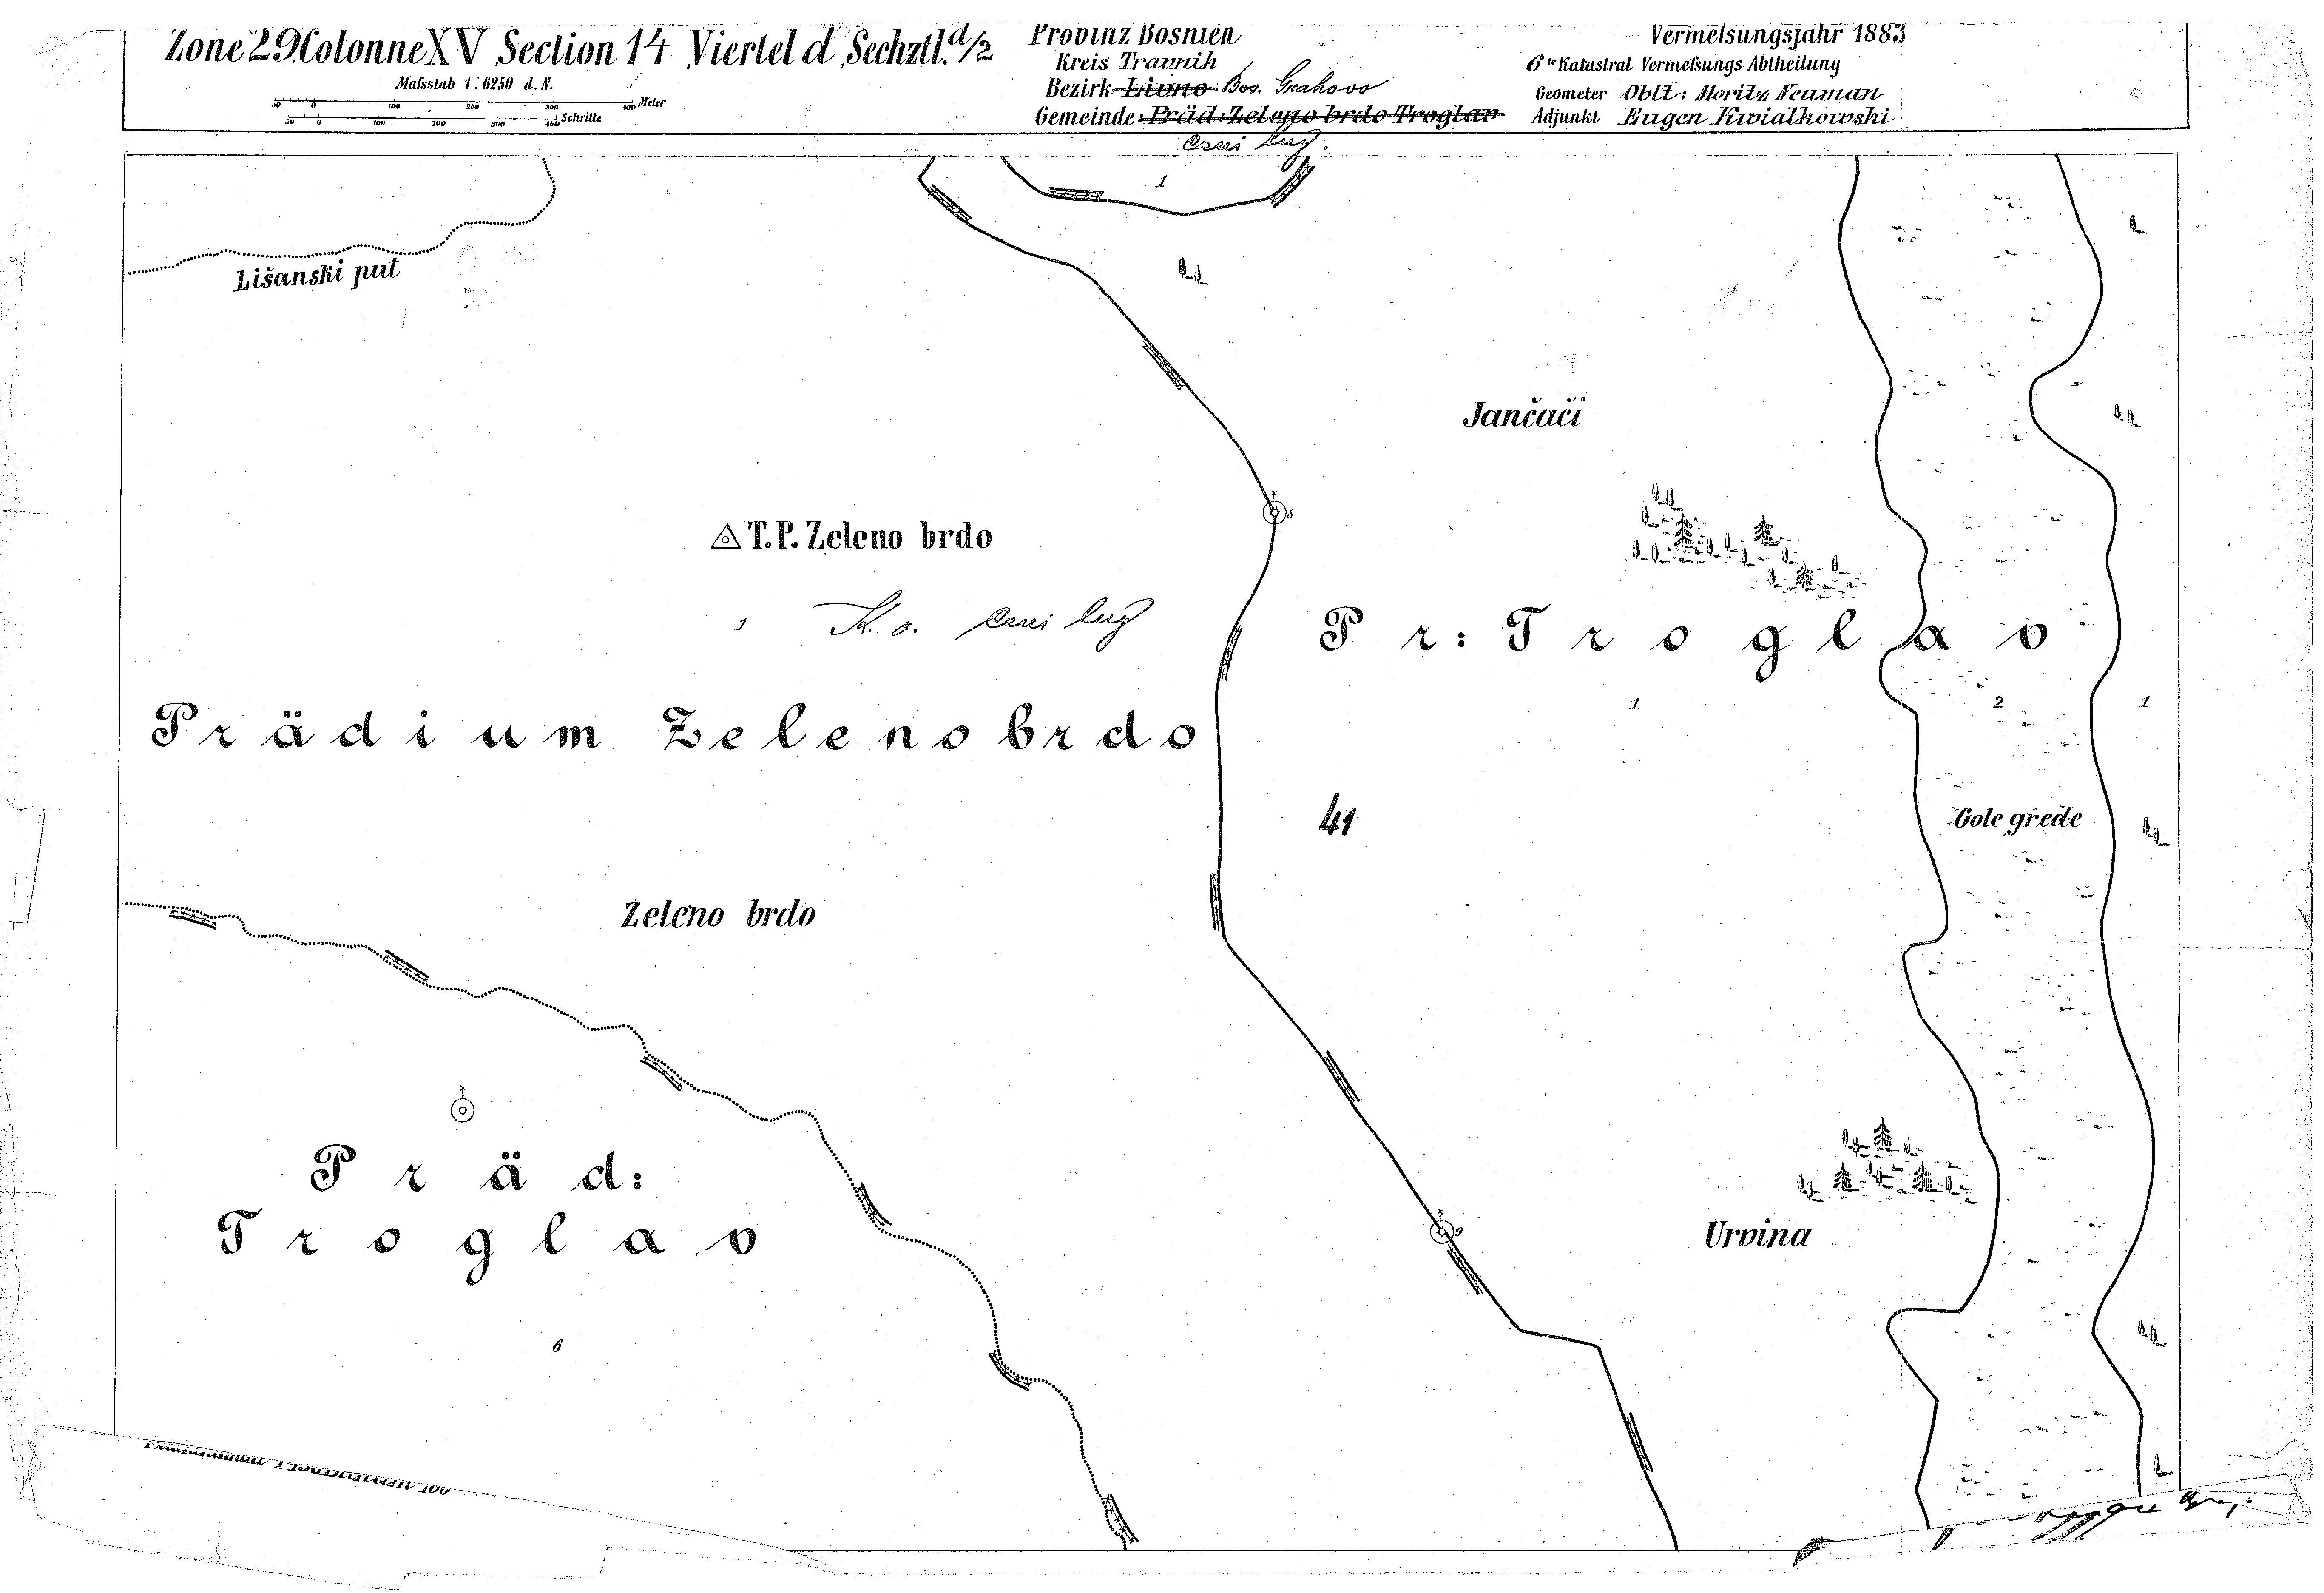 Zone 29 Colonne XV Section 14 Viertel d Sechztl. d/2
Maſsstab 1:6250 d. N.
50 0 100 200 300 400 Meter
50 0 100 200 300 400 Schritte
Provinz Bosnien
Kreis Travnik
Bezirk Livno Bos. Grahovo
Gemeinde: Präd: Zeleno brdo Troglav
Crni lug.
Vermeſsungsjahr 1883
6te Katastral Vermeſsungs Abtheilung
Geometer Oblt: Moritz Neuman
Adjunkt Eugen Kwiatkowski
1
Lišanski put
Jančači
8
T.P. Zeleno brdo
1 K. o. Crni lug
Pr: Troglav
1 2 1
Prädium Zelenobrdo
41
Gole grede
Zeleno brdo
Präd:
Troglav
9
Urvina
6